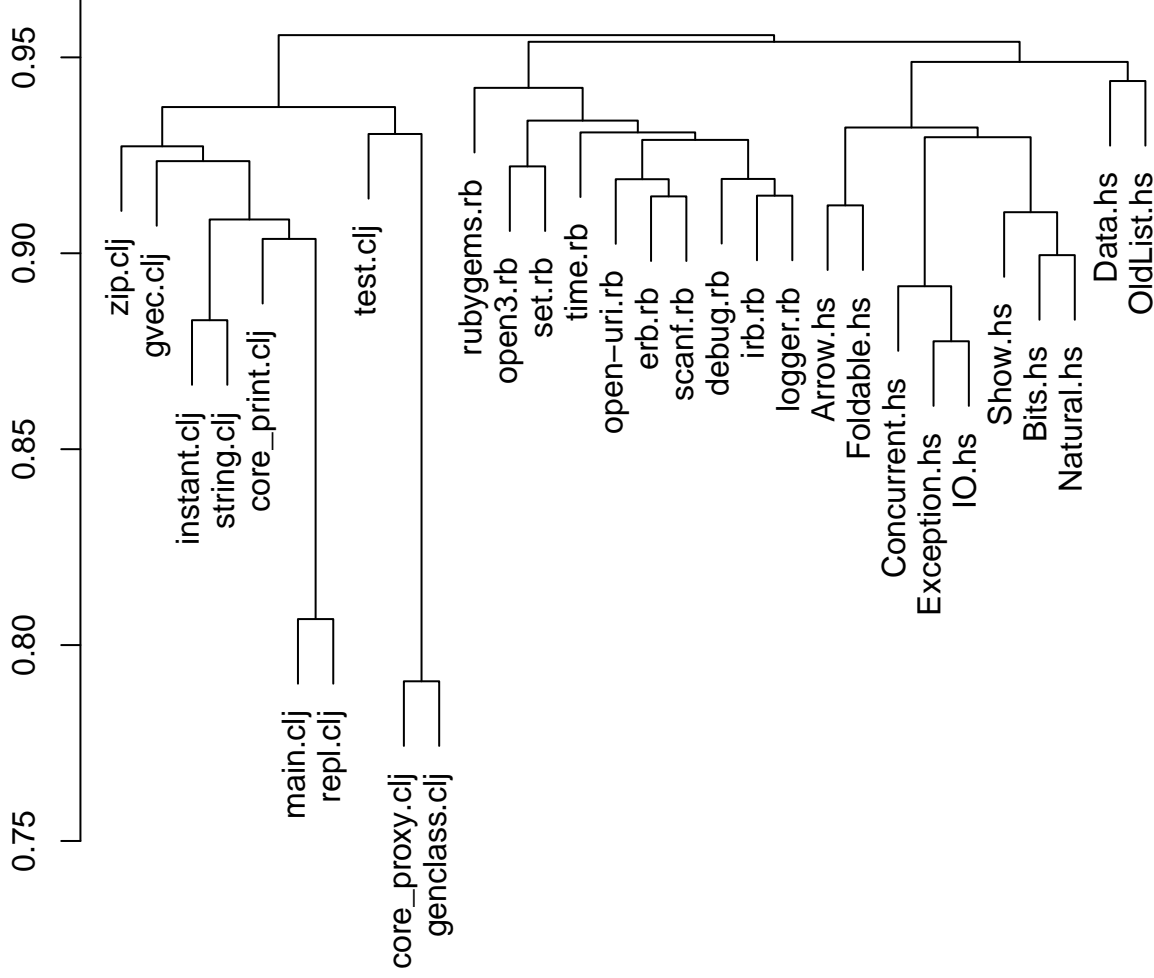 0.95
0.90
0.85
0.80
0.75
zip.clj
gvec.clj
instant.clj
string.clj
core_print.clj
main.clj
repl.clj
test.clj
core_proxy.clj
genclass.clj
rubygems.rb
open3.rb
set.rb
time.rb
open−uri.rb
erb.rb
scanf.rb
debug.rb
irb.rb
logger.rb
Arrow.hs
Foldable.hs
Concurrent.hs
Exception.hs
IO.hs
Show.hs
Bits.hs
Natural.hs
Data.hs
OldList.hs